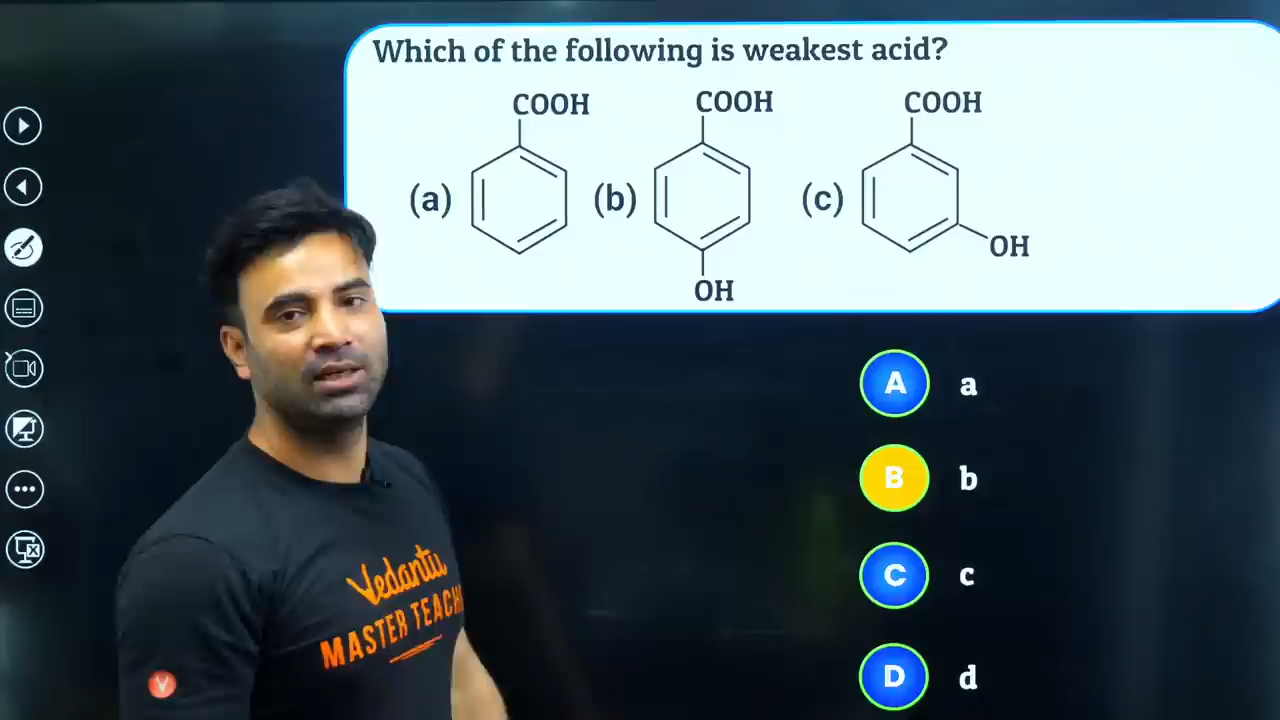 Which of the following is weakest acid?
COOH COOH COOH
(a) (b) (c)
OH
OH
A a
B b
C c
D d
Vedantu
MASTER TEACH
V